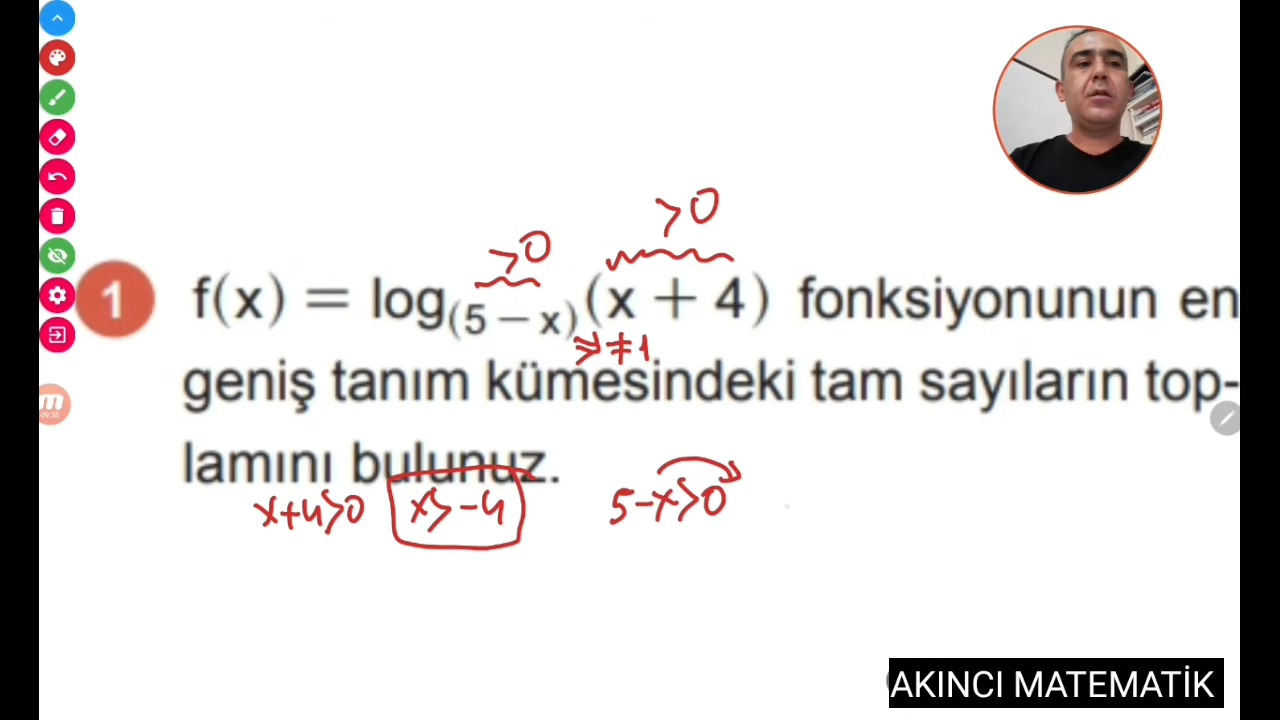 >0
>0
1 f(x) = log(5 − x) (x + 4) fonksiyonunun en
≠1
geniş tanım kümesindeki tam sayıların top-
lamını bulunuz.
x+4>0 x>-4 5-x>0
m
AKINCI MATEMATİK